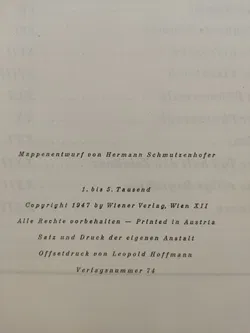 Mappenentwurf von Hermann Schmutzenhofer
1. bis 5. Tausend
Copyright 1947 by Wiener Verlag, Wien XII
Alle Rechte vorbehalten — Printed in Austria
Satz und Druck der eigenen Anstalt
Offsetdruck von Leopold Hoffmann
Verlagsnummer 74